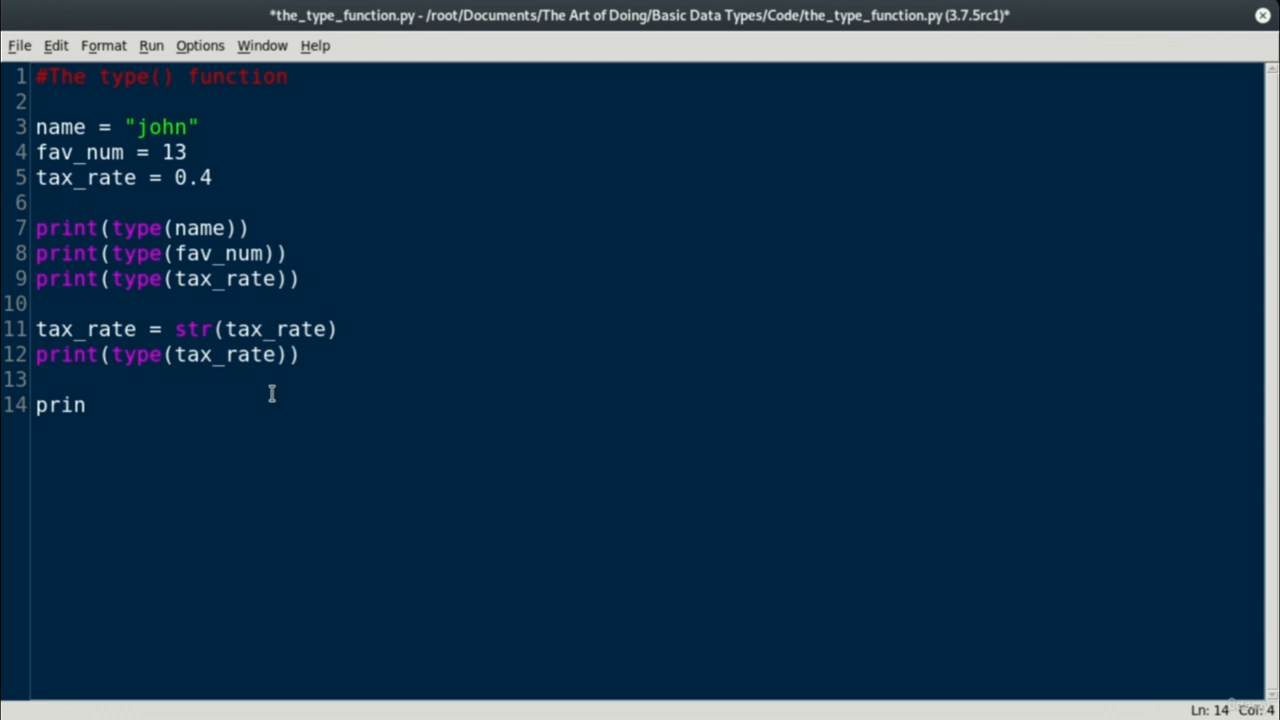 *the_type_function.py - /root/Documents/The Art of Doing/Basic Data Types/Code/the_type_function.py (3.7.5rc1)*
File Edit Format Run Options Window Help
1 #The type() function
2
3 name = "john"
4 fav_num = 13
5 tax_rate = 0.4
6
7 print(type(name))
8 print(type(fav_num))
9 print(type(tax_rate))
10
11 tax_rate = str(tax_rate)
12 print(type(tax_rate))
13
14 prin
Ln: 14 Col: 4